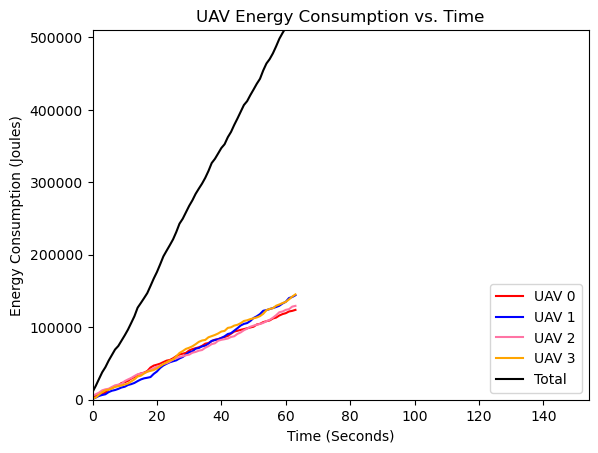 UAV Energy Consumption vs. Time
Energy Consumption (Joules)
500000
400000
300000
200000
100000
0
0 20 40 60 80 100 120 140
Time (Seconds)
UAV 0
UAV 1
UAV 2
UAV 3
Total